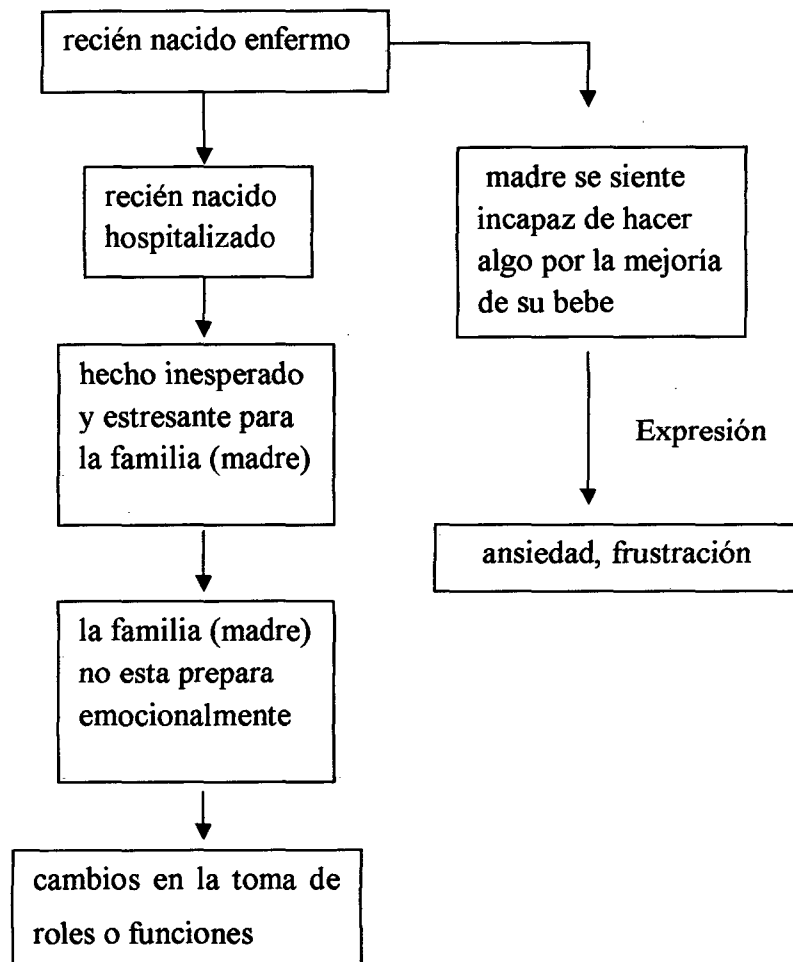 recién nacido enfermo
recién nacido
hospitalizado
hecho inesperado
y estresante para
la familia (madre)
la familia (madre)
no esta prepara
emocionalmente
cambios en la toma de
roles o funciones
madre se siente
incapaz de hacer
algo por la mejoría
de su bebe
Expresión
ansiedad, frustración